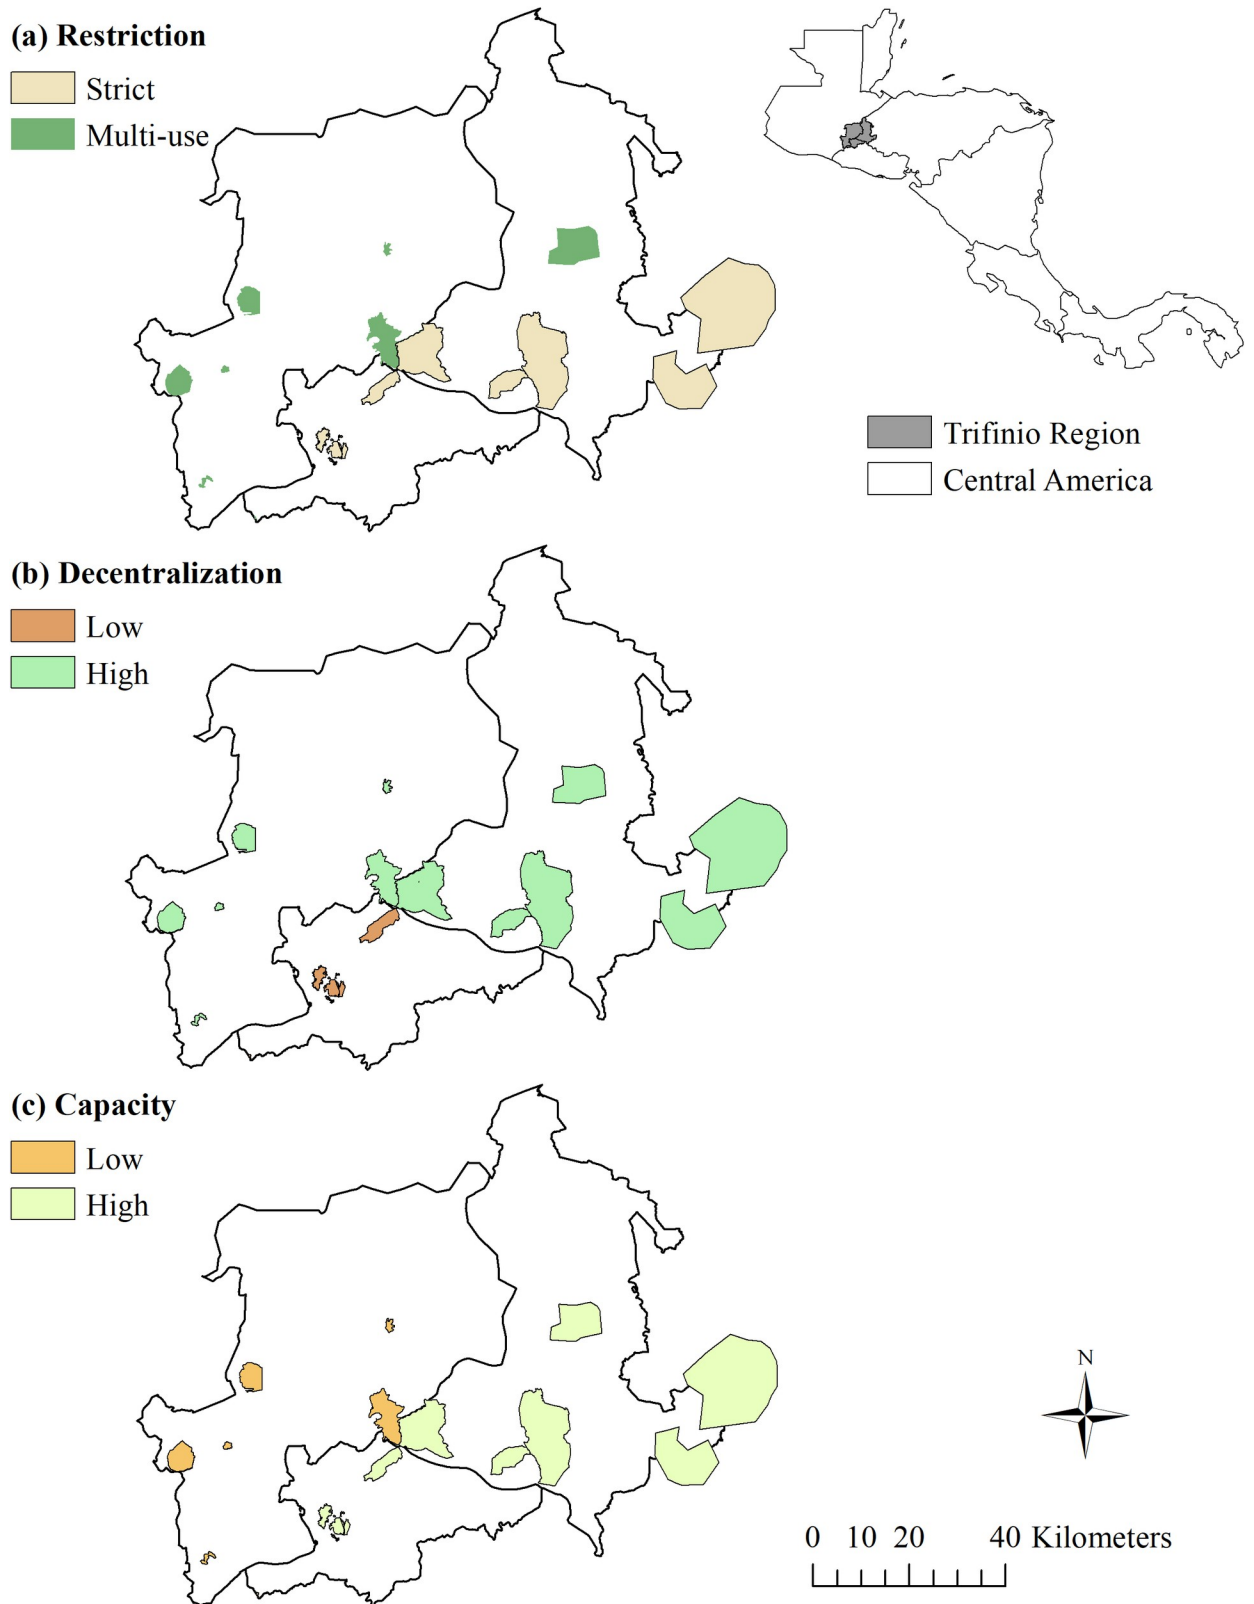 (a) Restriction
Strict
Multi-use
Trifinio Region
Central America
(b) Decentralization
Low
High
(c) Capacity
Low
High
N
0 10 20 40 Kilometers